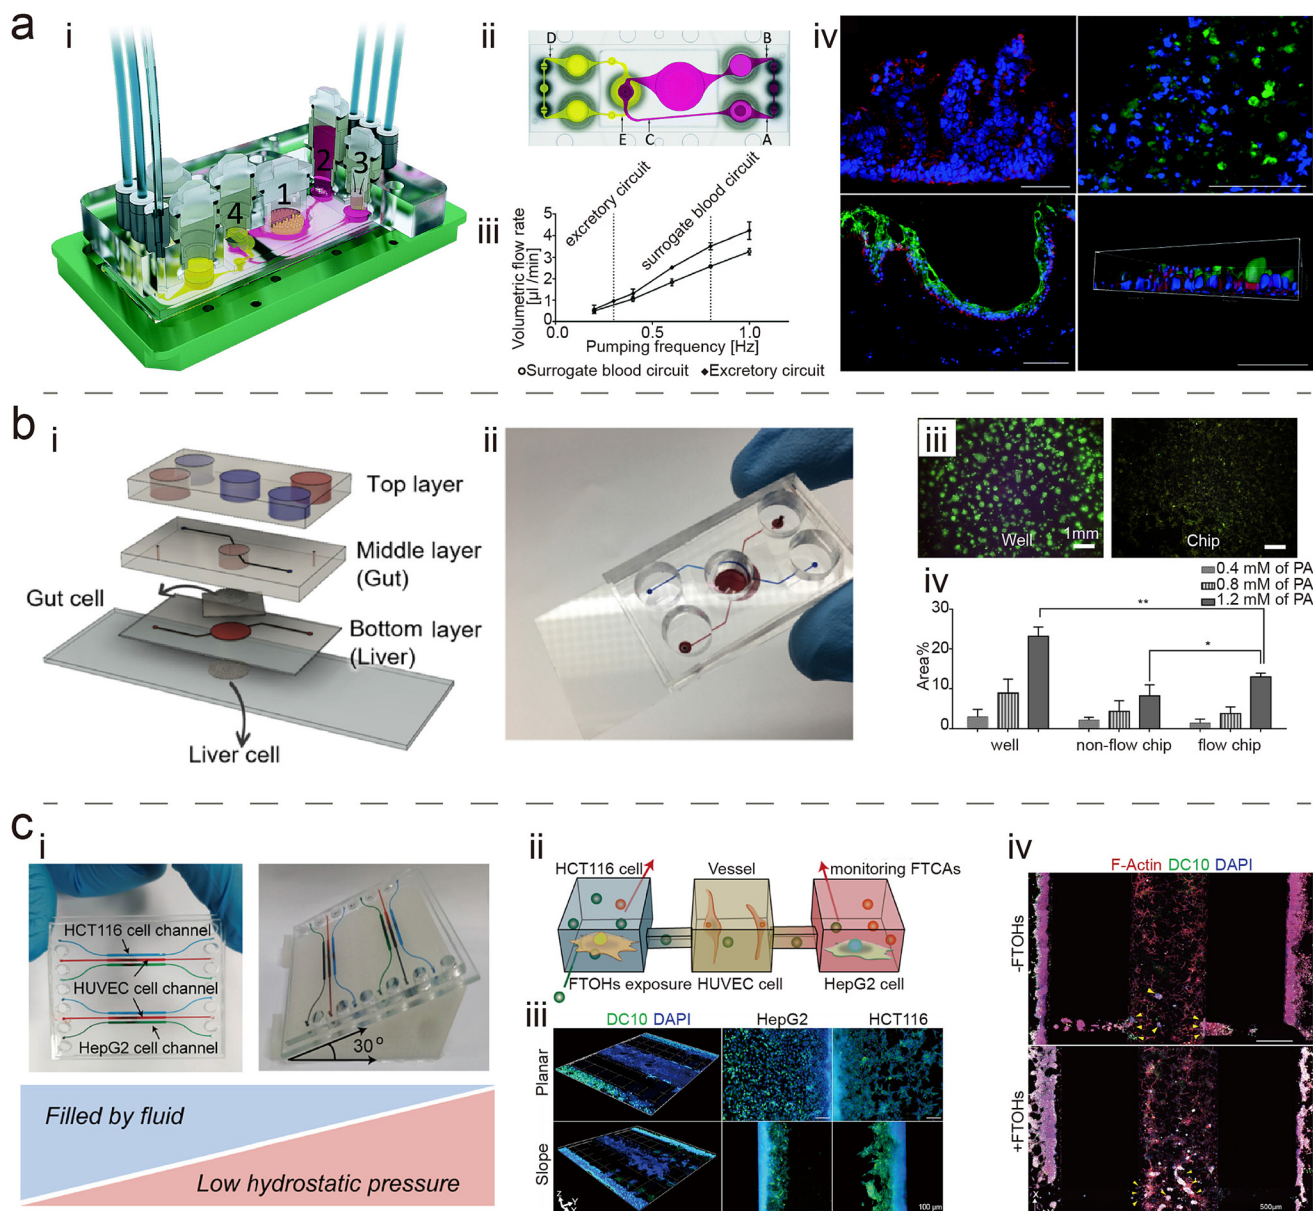 a
i
1
2
3
4
ii
D
B
E
C
A
iii
excretory circuit
surrogate blood circuit
Volumetric flow rate
[µl /min]
5
4
3
2
1
0
0.0
0.5
1.0
Pumping frequency [Hz]
Surrogate blood circuit
Excretory circuit
iv
b
i
Top layer
Middle layer
(Gut)
Gut cell
Bottom layer
(Liver)
Liver cell
ii
iii
Well
1mm
Chip
iv
0.4 mM of PA
0.8 mM of PA
1.2 mM of PA
Area%
30
20
10
0
**
*
well
non-flow chip
flow chip
c
i
HCT116 cell channel
HUVEC cell channel
HepG2 cell channel
30°
Filled by fluid
Low hydrostatic pressure
ii
HCT116 cell
Vessel
monitoring FTCAs
FTOHs exposure
HUVEC cell
HepG2 cell
iii
DC10 DAPI
HepG2
HCT116
Planar
Slope
Z
Y
X
100 µm
iv
F-Actin DC10 DAPI
-FTOHs
+FTOHs
X
500µm